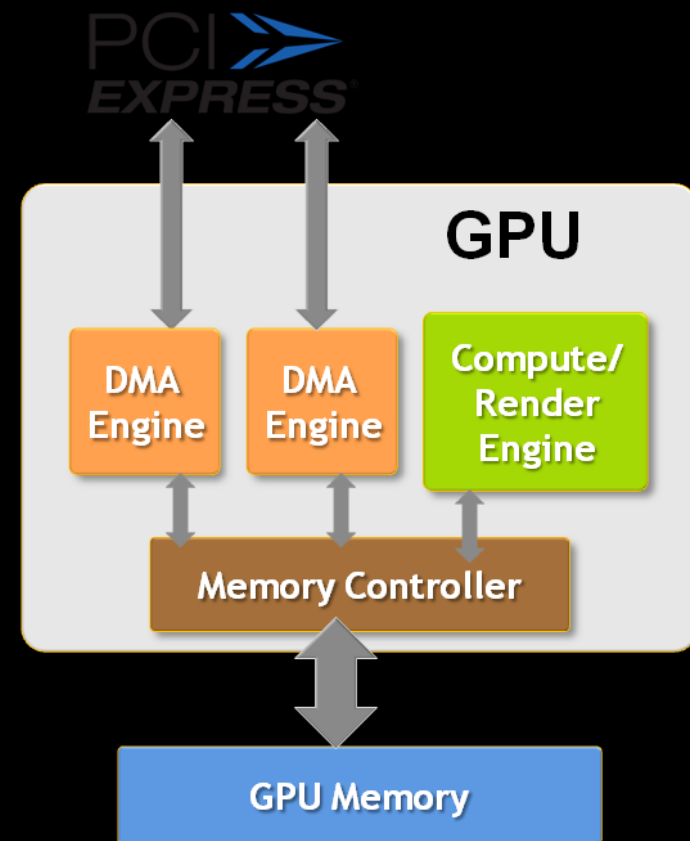 PCI
EXPRESS®
GPU
DMA
Engine
DMA
Engine
Compute/
Render
Engine
Memory Controller
GPU Memory